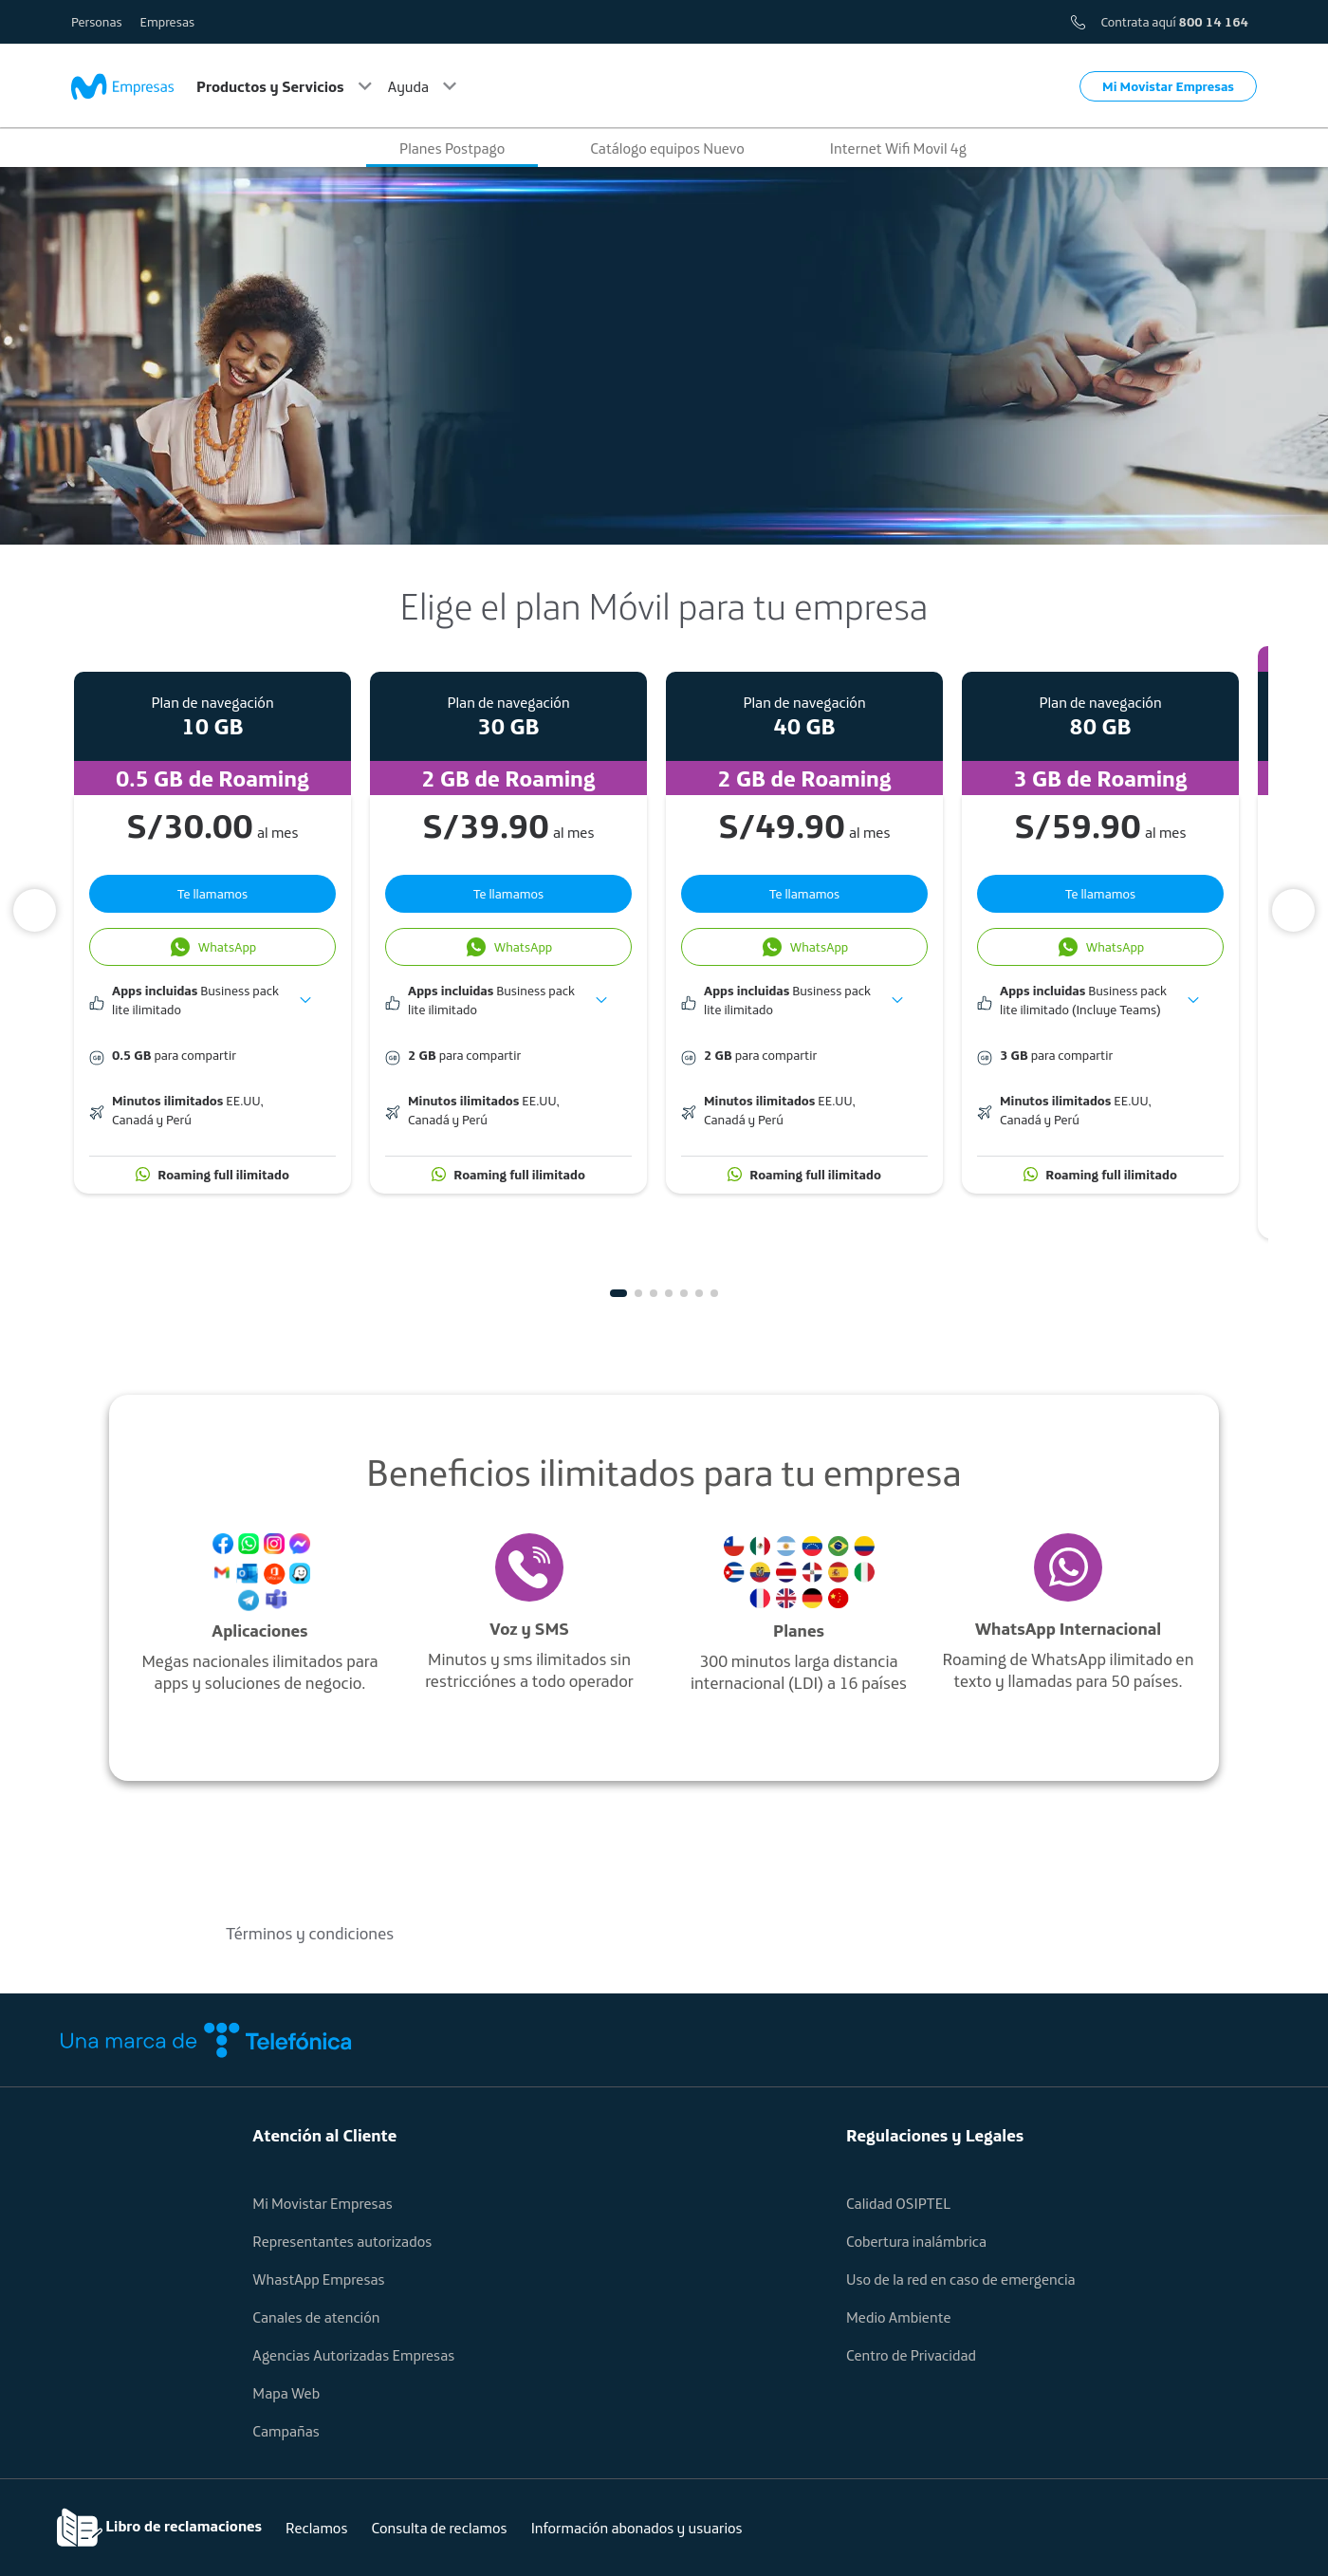 Personas Empresas Contrata aquí 800 14 164
Empresas Productos y Servicios Ayuda Mi Movistar Empresas
Planes Postpago Catálogo equipos Nuevo Internet Wifi Movil 4g
Elige el plan Móvil para tu empresa
Plan de navegación
10 GB
0.5 GB de Roaming
S/30.00 al mes
Te llamamos
WhatsApp
Apps incluidas Business pack
lite ilimitado
0.5 GB para compartir
Minutos ilimitados EE.UU,
Canadá y Perú
Roaming full ilimitado
Plan de navegación
30 GB
2 GB de Roaming
S/39.90 al mes
Te llamamos
WhatsApp
Apps incluidas Business pack
lite ilimitado
2 GB para compartir
Minutos ilimitados EE.UU,
Canadá y Perú
Roaming full ilimitado
Plan de navegación
40 GB
2 GB de Roaming
S/49.90 al mes
Te llamamos
WhatsApp
Apps incluidas Business pack
lite ilimitado
2 GB para compartir
Minutos ilimitados EE.UU,
Canadá y Perú
Roaming full ilimitado
Plan de navegación
80 GB
3 GB de Roaming
S/59.90 al mes
Te llamamos
WhatsApp
Apps incluidas Business pack
lite ilimitado (Incluye Teams)
3 GB para compartir
Minutos ilimitados EE.UU,
Canadá y Perú
Roaming full ilimitado
Beneficios ilimitados para tu empresa
Aplicaciones
Megas nacionales ilimitados para
apps y soluciones de negocio.
Voz y SMS
Minutos y sms ilimitados sin
restricciónes a todo operador
Planes
300 minutos larga distancia
internacional (LDI) a 16 países
WhatsApp Internacional
Roaming de WhatsApp ilimitado en
texto y llamadas para 50 países.
Términos y condiciones
Una marca de Telefónica
Atención al Cliente
Mi Movistar Empresas
Representantes autorizados
WhastApp Empresas
Canales de atención
Agencias Autorizadas Empresas
Mapa Web
Campañas
Regulaciones y Legales
Calidad OSIPTEL
Cobertura inalámbrica
Uso de la red en caso de emergencia
Medio Ambiente
Centro de Privacidad
Libro de reclamaciones Reclamos Consulta de reclamos Información abonados y usuarios